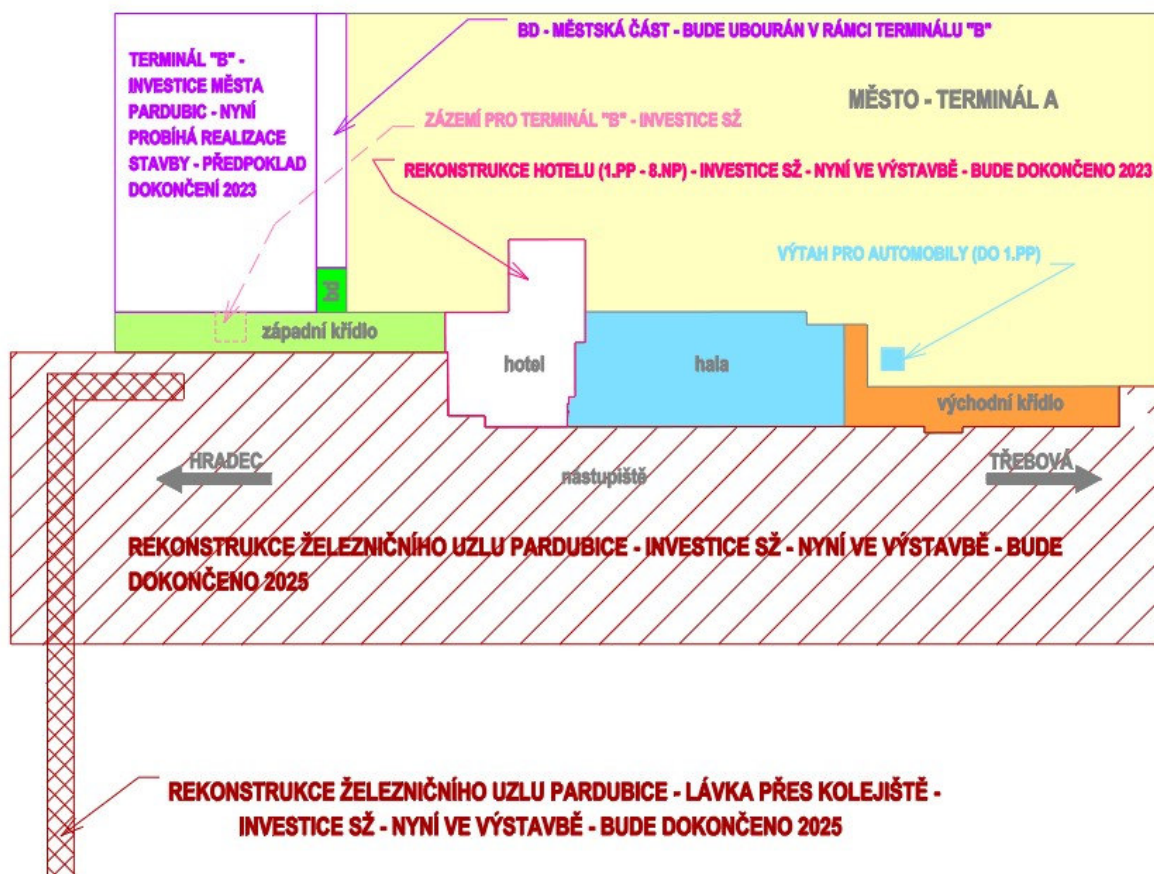 BD - MĚSTSKÁ ČÁST - BUDE UBOURÁN V RÁMCI TERMINÁLU "B"
TERMINÁL "B" -
INVESTICE MĚSTA
PARDUBIC - NYNÍ
PROBÍHÁ REALIZACE
STAVBY - PŘEDPOKLAD
DOKONČENÍ 2023
MĚSTO - TERMINÁL A
ZÁZEMÍ PRO TERMINÁL "B" - INVESTICE SŽ
REKONSTRUKCE HOTELU (1.PP - 8.NP) - INVESTICE SŽ - NYNÍ VE VÝSTAVBĚ - BUDE DOKONČENO 2023
VÝTAH PRO AUTOMOBILY (DO 1.PP)
bd
západní křídlo
hotel
hala
východní křídlo
HRADEC
nástupiště
TŘEBOVÁ
REKONSTRUKCE ŽELEZNIČNÍHO UZLU PARDUBICE - INVESTICE SŽ - NYNÍ VE VÝSTAVBĚ - BUDE
DOKONČENO 2025
REKONSTRUKCE ŽELEZNIČNÍHO UZLU PARDUBICE - LÁVKA PŘES KOLEJIŠTĚ -
INVESTICE SŽ - NYNÍ VE VÝSTAVBĚ - BUDE DOKONČENO 2025